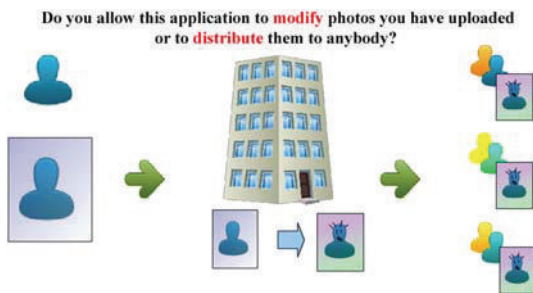 Do you allow this application to modify photos you have uploaded
or to distribute them to anybody?